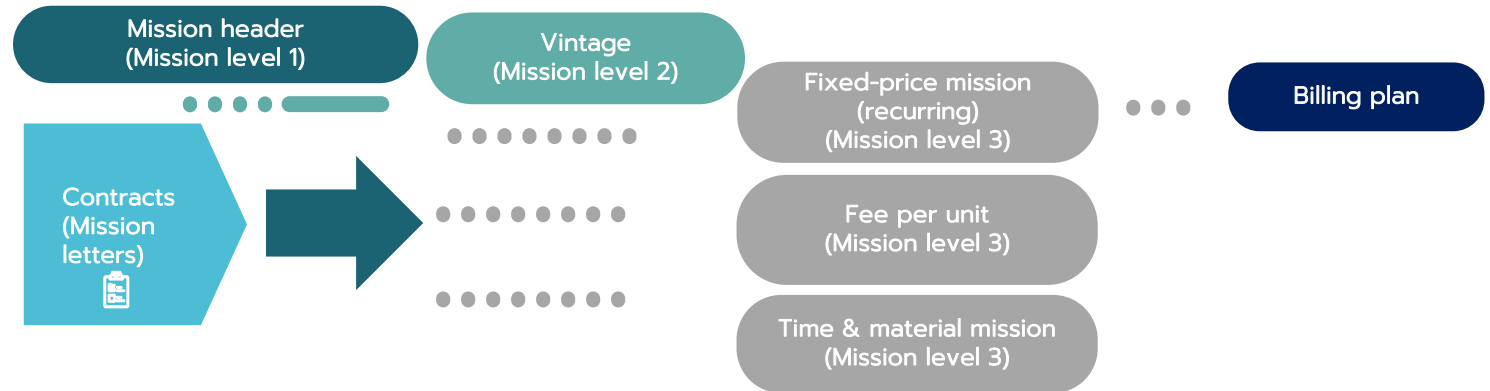 Mission header
(Mission level 1)
Vintage
(Mission level 2)
Fixed-price mission
(recurring)
(Mission level 3)
Billing plan
Contracts
(Mission
letters)
Fee per unit
(Mission level 3)
Time & material mission
(Mission level 3)